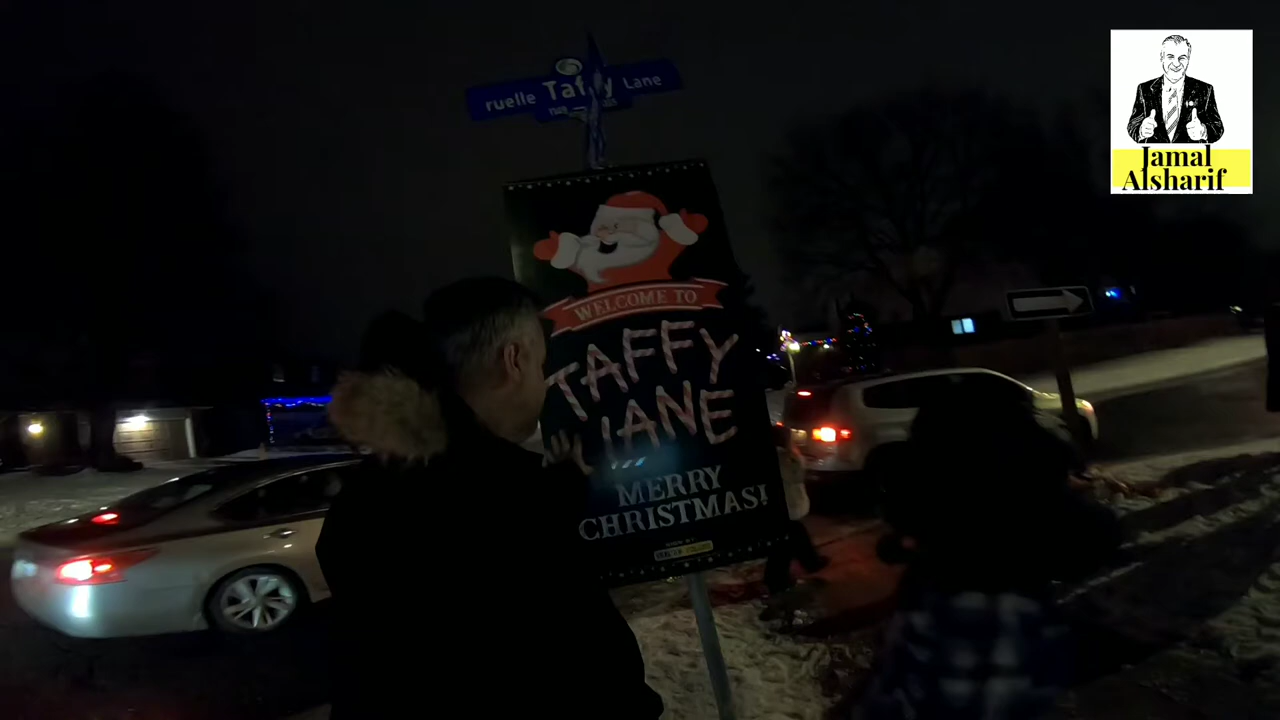 ruelle Taffy Lane
WELCOME TO
TAFFY
LANE
MERRY
CHRISTMAS!
Jamal
Alsharif